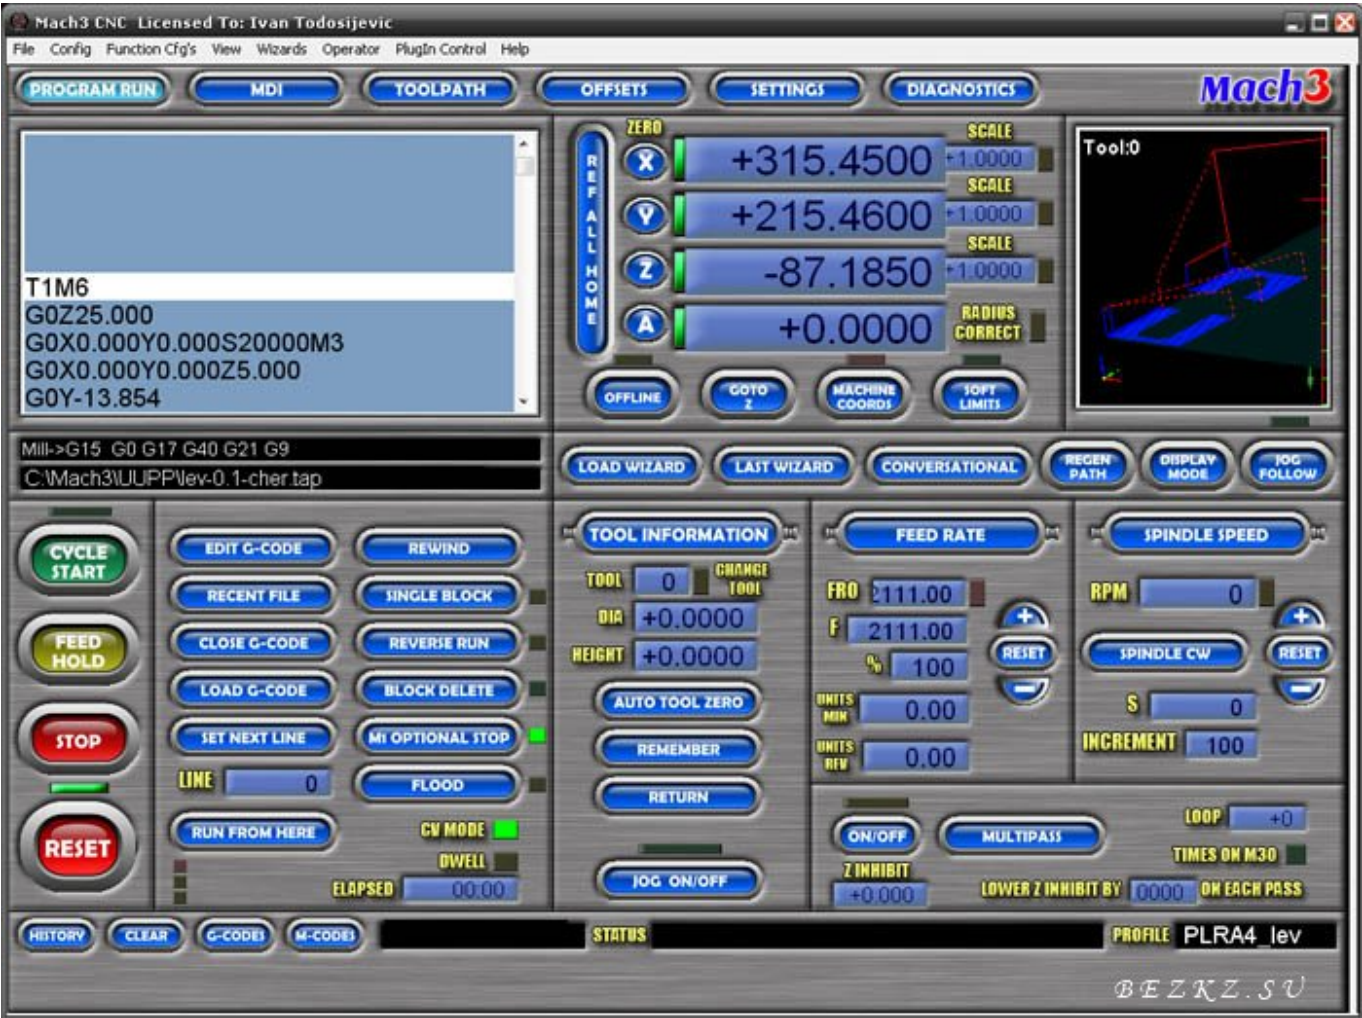 Mach3 CNC Licensed To: Ivan Todosijevic
File Config Function Cfg's View Wizards Operator PlugIn Control Help
PROGRAM RUN MDI TOOLPATH OFFSETS SETTINGS DIAGNOSTICS Mach3
T1M6
G0Z25.000
G0X0.000Y0.000S20000M3
G0X0.000Y0.000Z5.000
G0Y-13.854
REF ALL HOME
ZERO SCALE
X +315.4500 +1.0000
SCALE
Y +215.4600 +1.0000
SCALE
Z -87.1850 +1.0000
A +0.0000 RADIUS CORRECT
OFFLINE GOTO Z MACHINE COORDS SOFT LIMITS
Tool:0
Mill->G15 G0 G17 G40 G21 G9
C:\Mach3\UUPP\lev-0.1-cher.tap
LOAD WIZARD LAST WIZARD CONVERSATIONAL REGEN PATH DISPLAY MODE JOG FOLLOW
CYCLE START
FEED HOLD
STOP
RESET
EDIT G-CODE REWIND
RECENT FILE SINGLE BLOCK
CLOSE G-CODE REVERSE RUN
LOAD G-CODE BLOCK DELETE
SET NEXT LINE M1 OPTIONAL STOP
LINE 0 FLOOD
RUN FROM HERE CV MODE
DWELL
ELAPSED 00:00
TOOL INFORMATION
TOOL 0 CHANGE TOOL
DIA +0.0000
HEIGHT +0.0000
AUTO TOOL ZERO
REMEMBER
RETURN
JOG ON/OFF
FEED RATE
FRO 2111.00
F 2111.00
% 100
RESET
UNITS MIN 0.00
UNITS REV 0.00
SPINDLE SPEED
RPM 0
SPINDLE CW RESET
S 0
INCREMENT 100
ON/OFF MULTIPASS LOOP +0
Z INHIBIT TIMES ON M30
+0.000 LOWER Z INHIBIT BY 0000 ON EACH PASS
HISTORY CLEAR G-CODES M-CODES STATUS PROFILE PLRA4_lev
BEZKZ.SU